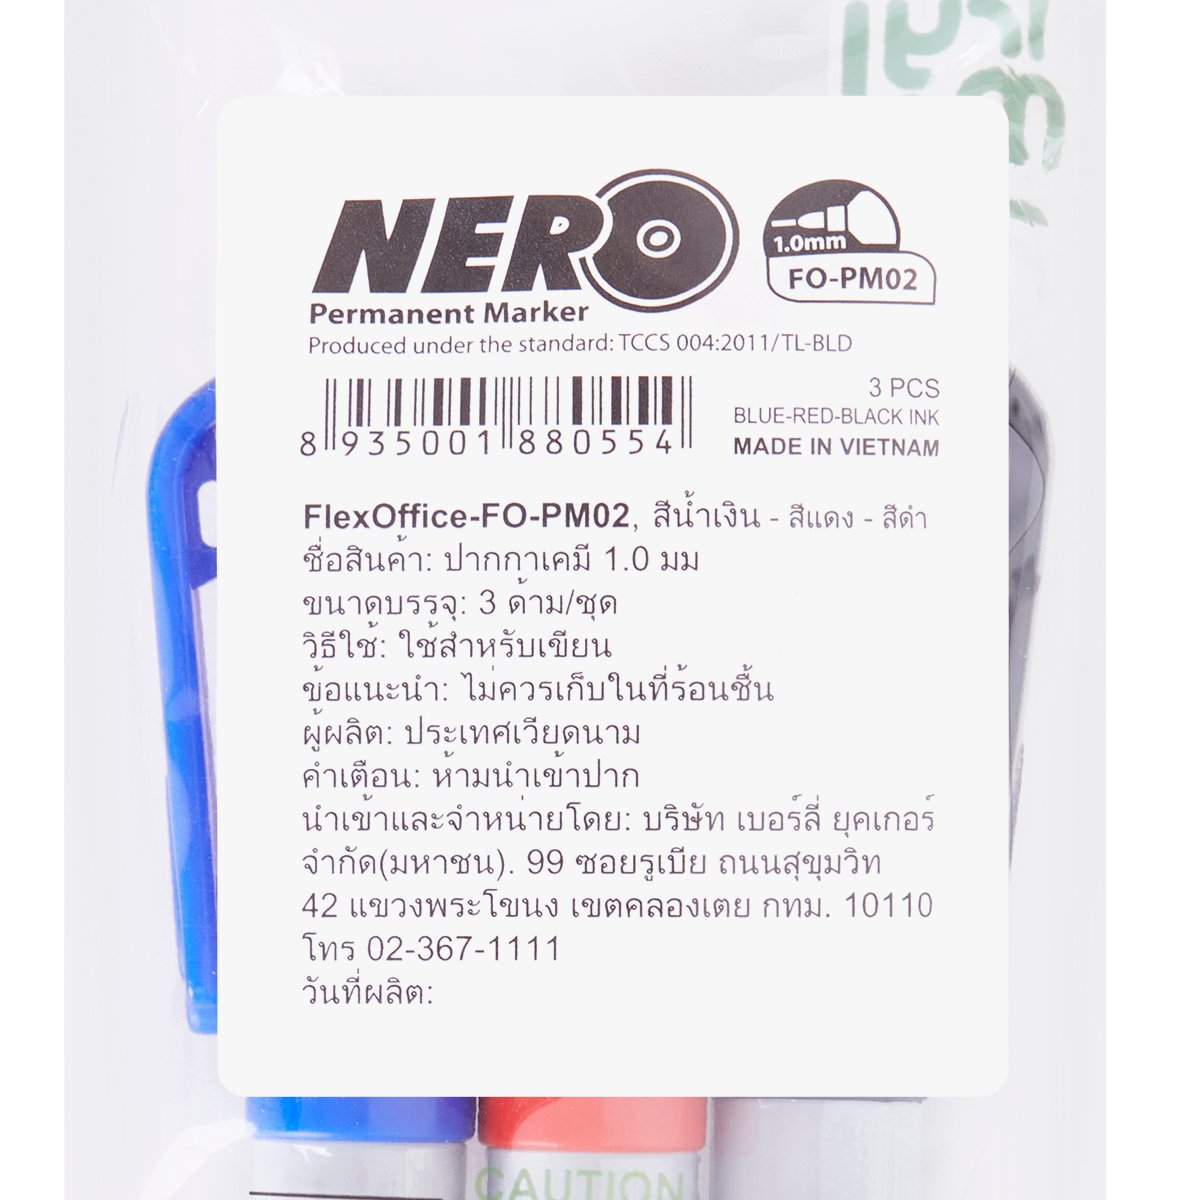 NERO
1.0mm
FO-PM02
Permanent Marker
Produced under the standard: TCCS 004:2011/TL-BLD
3 PCS
BLUE-RED-BLACK INK
MADE IN VIETNAM
8 935001 880554
FlexOffice-FO-PM02, สีน้ำเงิน - สีแดง - สีดำ
ชื่อสินค้า: ปากกาเคมี 1.0 มม
ขนาดบรรจุ: 3 ด้าม/ชุด
วิธีใช้: ใช้สำหรับเขียน
ข้อแนะนำ: ไม่ควรเก็บในที่ร้อนชื้น
ผู้ผลิต: ประเทศเวียดนาม
คำเตือน: ห้ามนำเข้าปาก
นำเข้าและจำหน่ายโดย: บริษัท เบอร์ลี่ ยุคเกอร์
จำกัด(มหาชน). 99 ซอยรูเบีย ถนนสุขุมวิท
42 แขวงพระโขนง เขตคลองเตย กทม. 10110
โทร 02-367-1111
วันที่ผลิต:
CAUTION